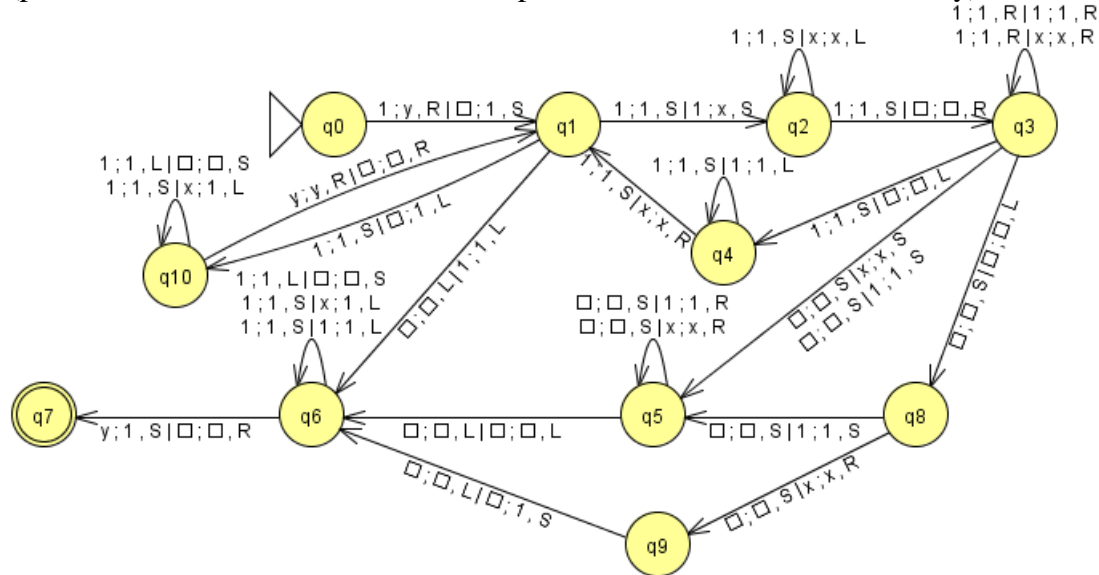 1;1,R|1;1,R
1;1,R|x;x,R
1;1,S|x;x,L
q0
1;y,R|□;1,S
q1
1;1,S|1;x,S
q2
1;1,S|□;□,R
q3
1;1,L|□;□,S
1;1,S|x;1,L
y;y,R|□;□,R
1;1,S|□;1,L
1;1,S|1;1,L
1;1,S|x;x,R
1;1,S|□;□,L
q10
q4
1;1,L|□;□,S
1;1,S|x;1,L
1;1,S|1;1,L
□;□,L|1;1,L
□;□,S|1;1,R
□;□,S|x;x,R
□;□,S|x;x,S
□;□,S|1;1,S
□;□,S|□;□,L
q7
y;1,S|□;□,R
q6
□;□,L|□;□,L
q5
□;□,S|1;1,S
q8
□;□,L|□;1,S
□;□,S|x;x,R
q9